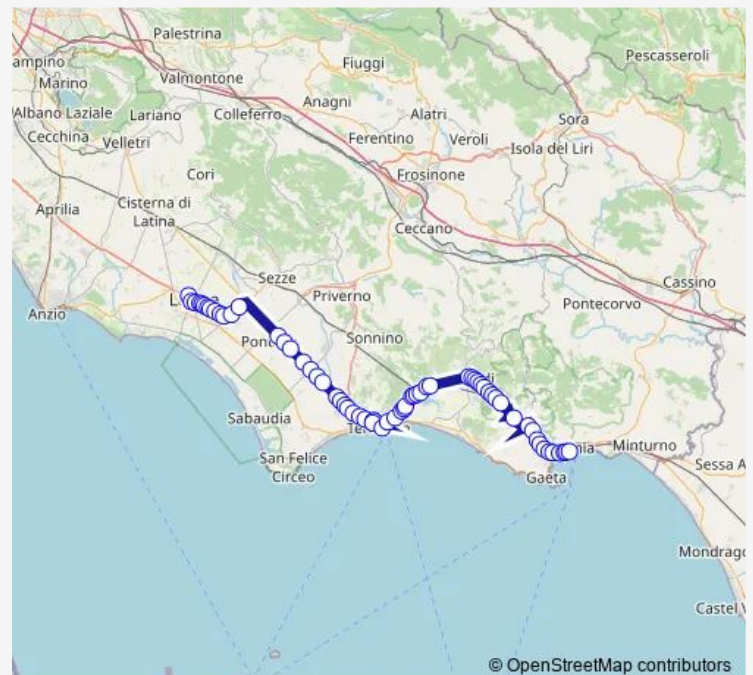 Palestrina
Pescasseroli
Fiuggi
ampino
Marino
Valmontone
Anagni
Albano Laziale
Lariano
Colleferro
Alatri
Sora
Cecchina
Velletri
Ferentino
Veroli
Isola del Liri
Cori
Frosinone
Aprilia
Cisterna di
Latina
Ceccano
Sezze
Cassino
Priverno
Pontecorvo
Anzio
Sonnino
Sabaudia
Minturno
San Felice
Circeo
Gaeta
Sessa A
Mondrago
Castel V
© OpenStreetMap contributors